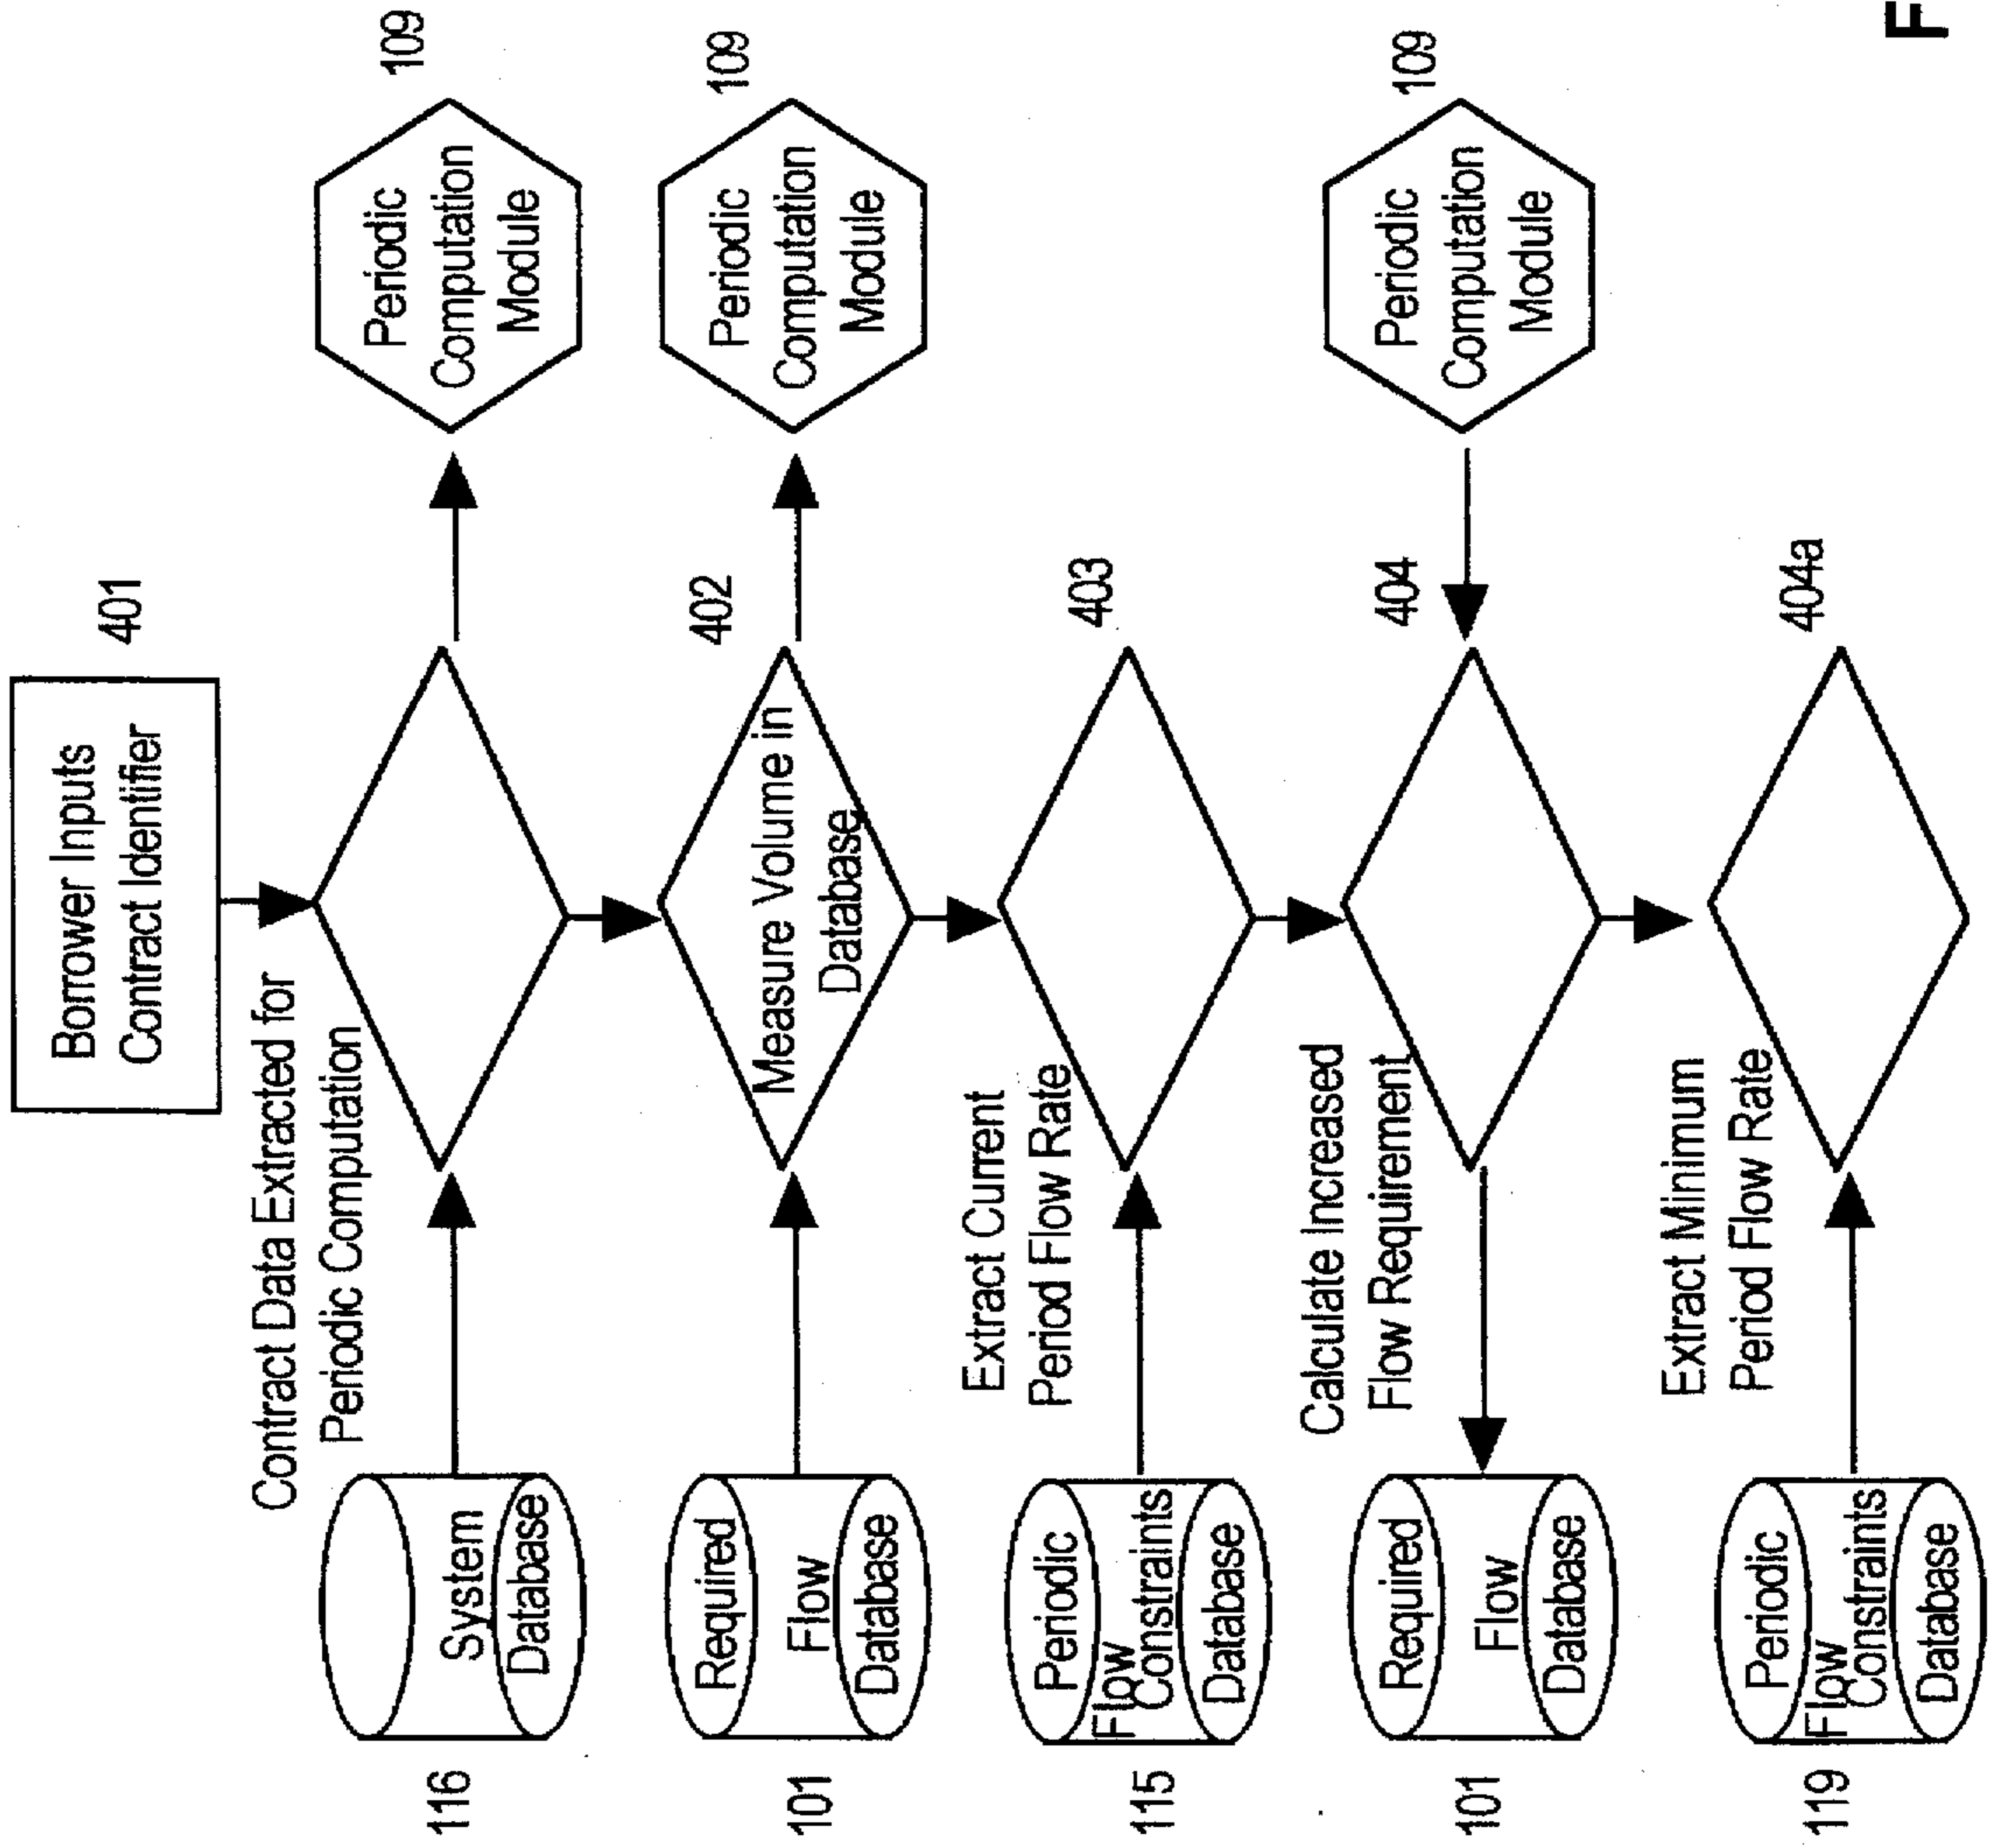 Borrower Inputs
Contract Identifier
401
Contract Data Extracted for
Periodic Computation
116
System
Database
Periodic
Computation
Module
109
101
Required
Flow
Database
Measure Volume in
Database
402
Periodic
Computation
Module
109
115
Periodic
Flow
Constraints
Database
Extract Current
Period Flow Rate
403
101
Required
Flow
Database
Calculate Increased
Flow Requirement
404
Periodic
Computation
Module
109
119
Periodic
Flow
Constraints
Database
Extract Minimum
Period Flow Rate
404a
F